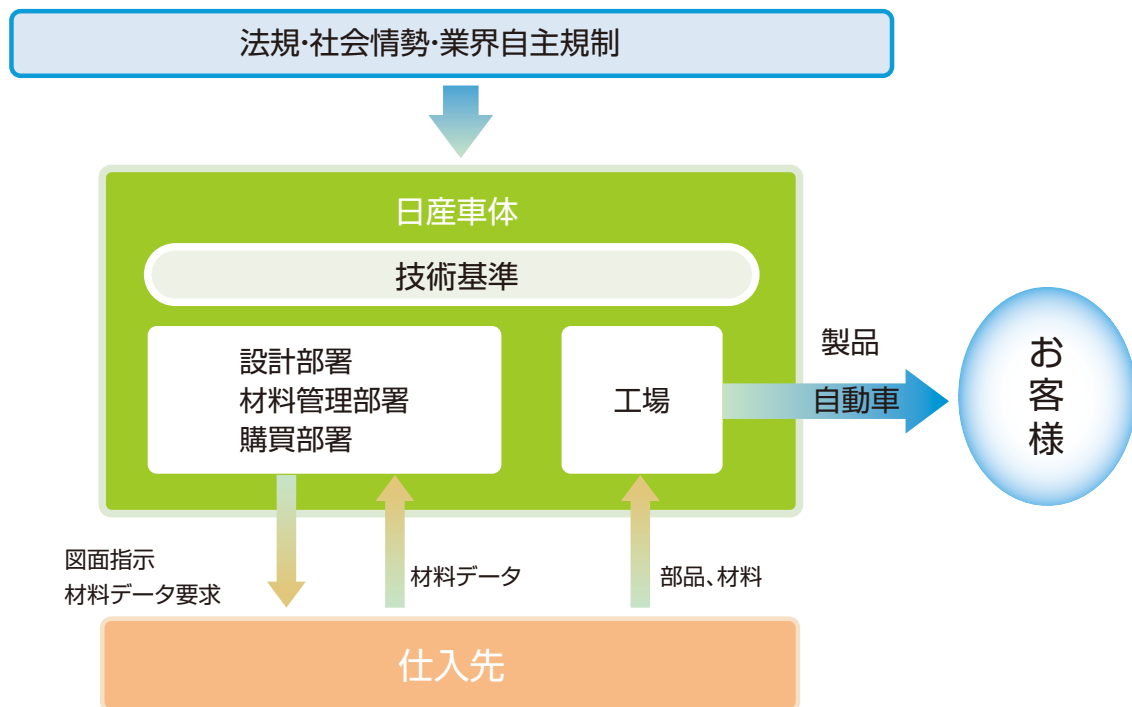 法規・社会情勢・業界自主規制
日産車体
技術基準
設計部署
材料管理部署
購買部署
工場
製品
自動車
お客様
図面指示
材料データ要求
材料データ
部品、材料
仕入先